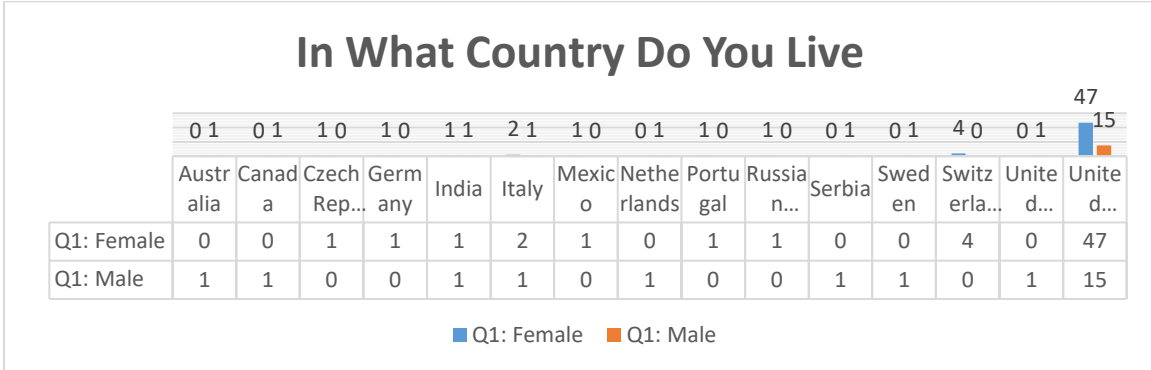 In What Country Do You Live
47
0 1 0 1 1 0 1 0 1 1 2 1 1 0 0 1 1 0 1 0 0 1 0 1 4 0 0 1 15
Austr Canad Czech Germ India Italy Mexic Nethe Portu Russia Serbia Swed Switz Unite Unite
alia a Rep... any o rlands gal n... en erla... d... d...
Q1: Female 0 0 1 1 1 2 1 0 1 1 0 0 4 0 47
Q1: Male 1 1 0 0 1 1 0 1 0 0 1 1 0 1 15
Q1: Female Q1: Male